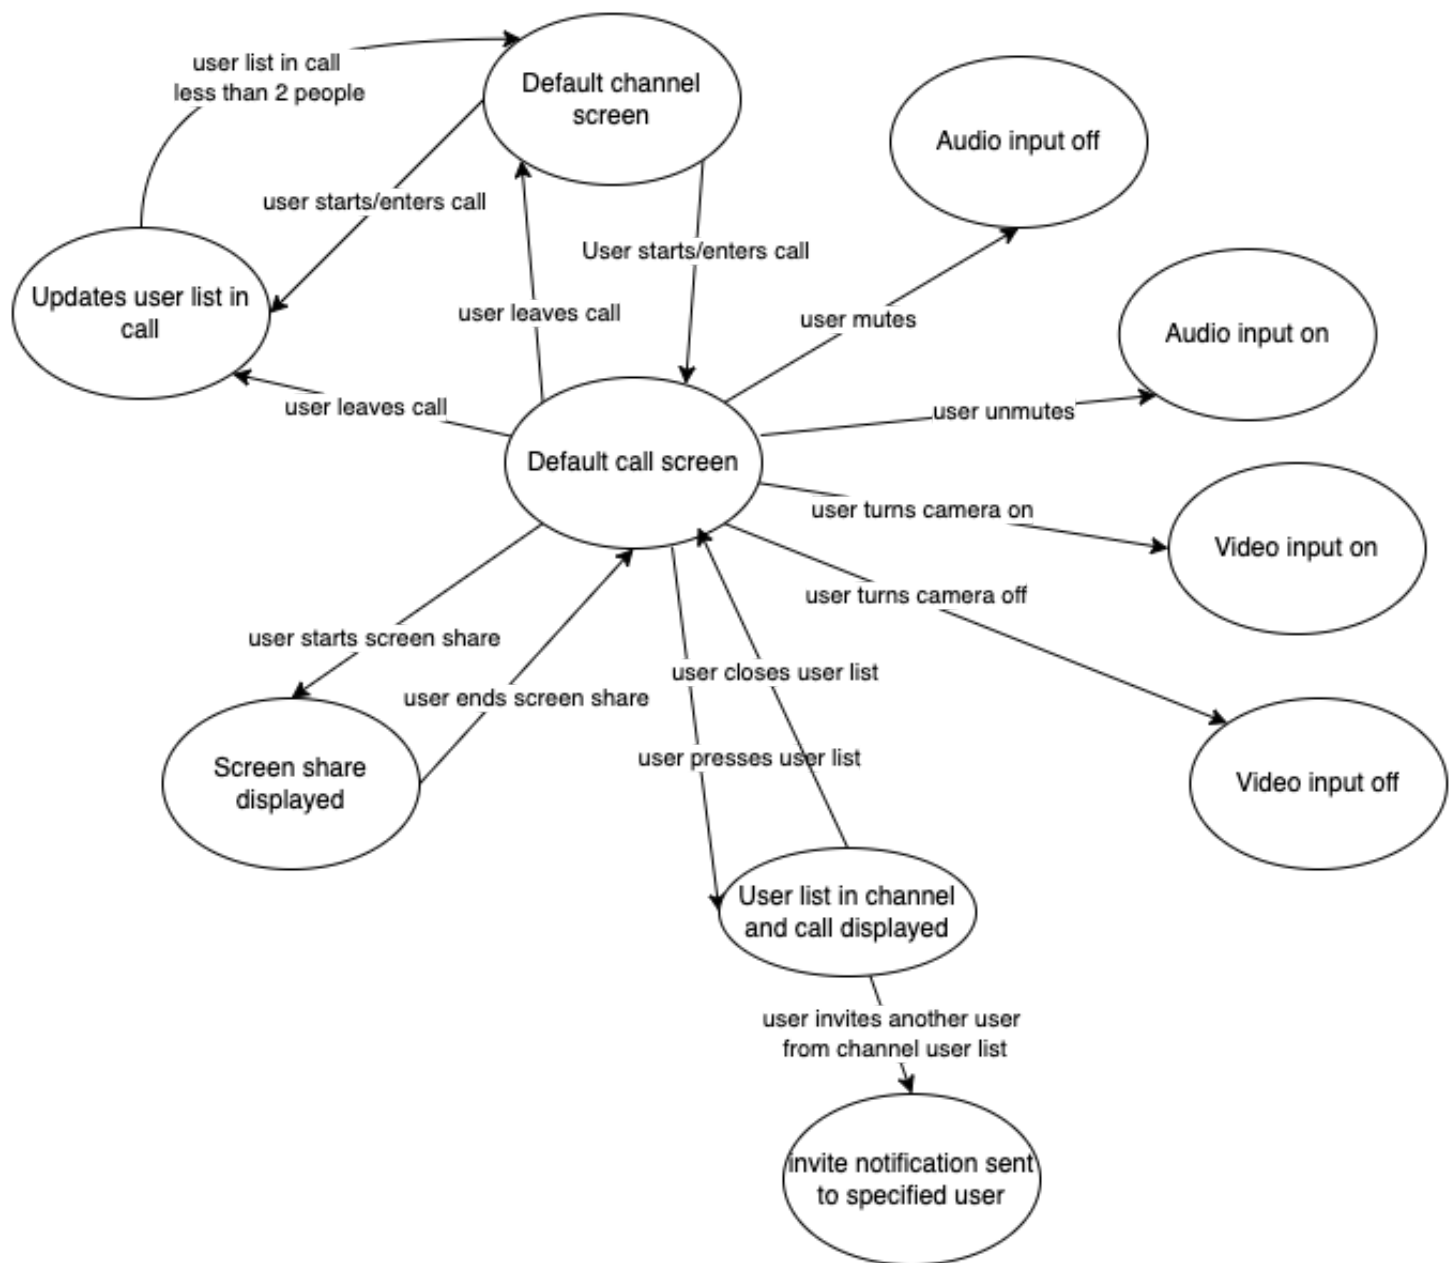 user list in call
less than 2 people
Default channel
screen
Audio input off
user starts/enters call
User starts/enters call
Updates user list in
call
user leaves call
user mutes
Audio input on
user leaves call
user unmutes
Default call screen
user turns camera on
Video input on
user turns camera off
user starts screen share
user closes user list
user ends screen share
user presses user list
Screen share
displayed
Video input off
User list in channel
and call displayed
user invites another user
from channel user list
invite notification sent
to specified user